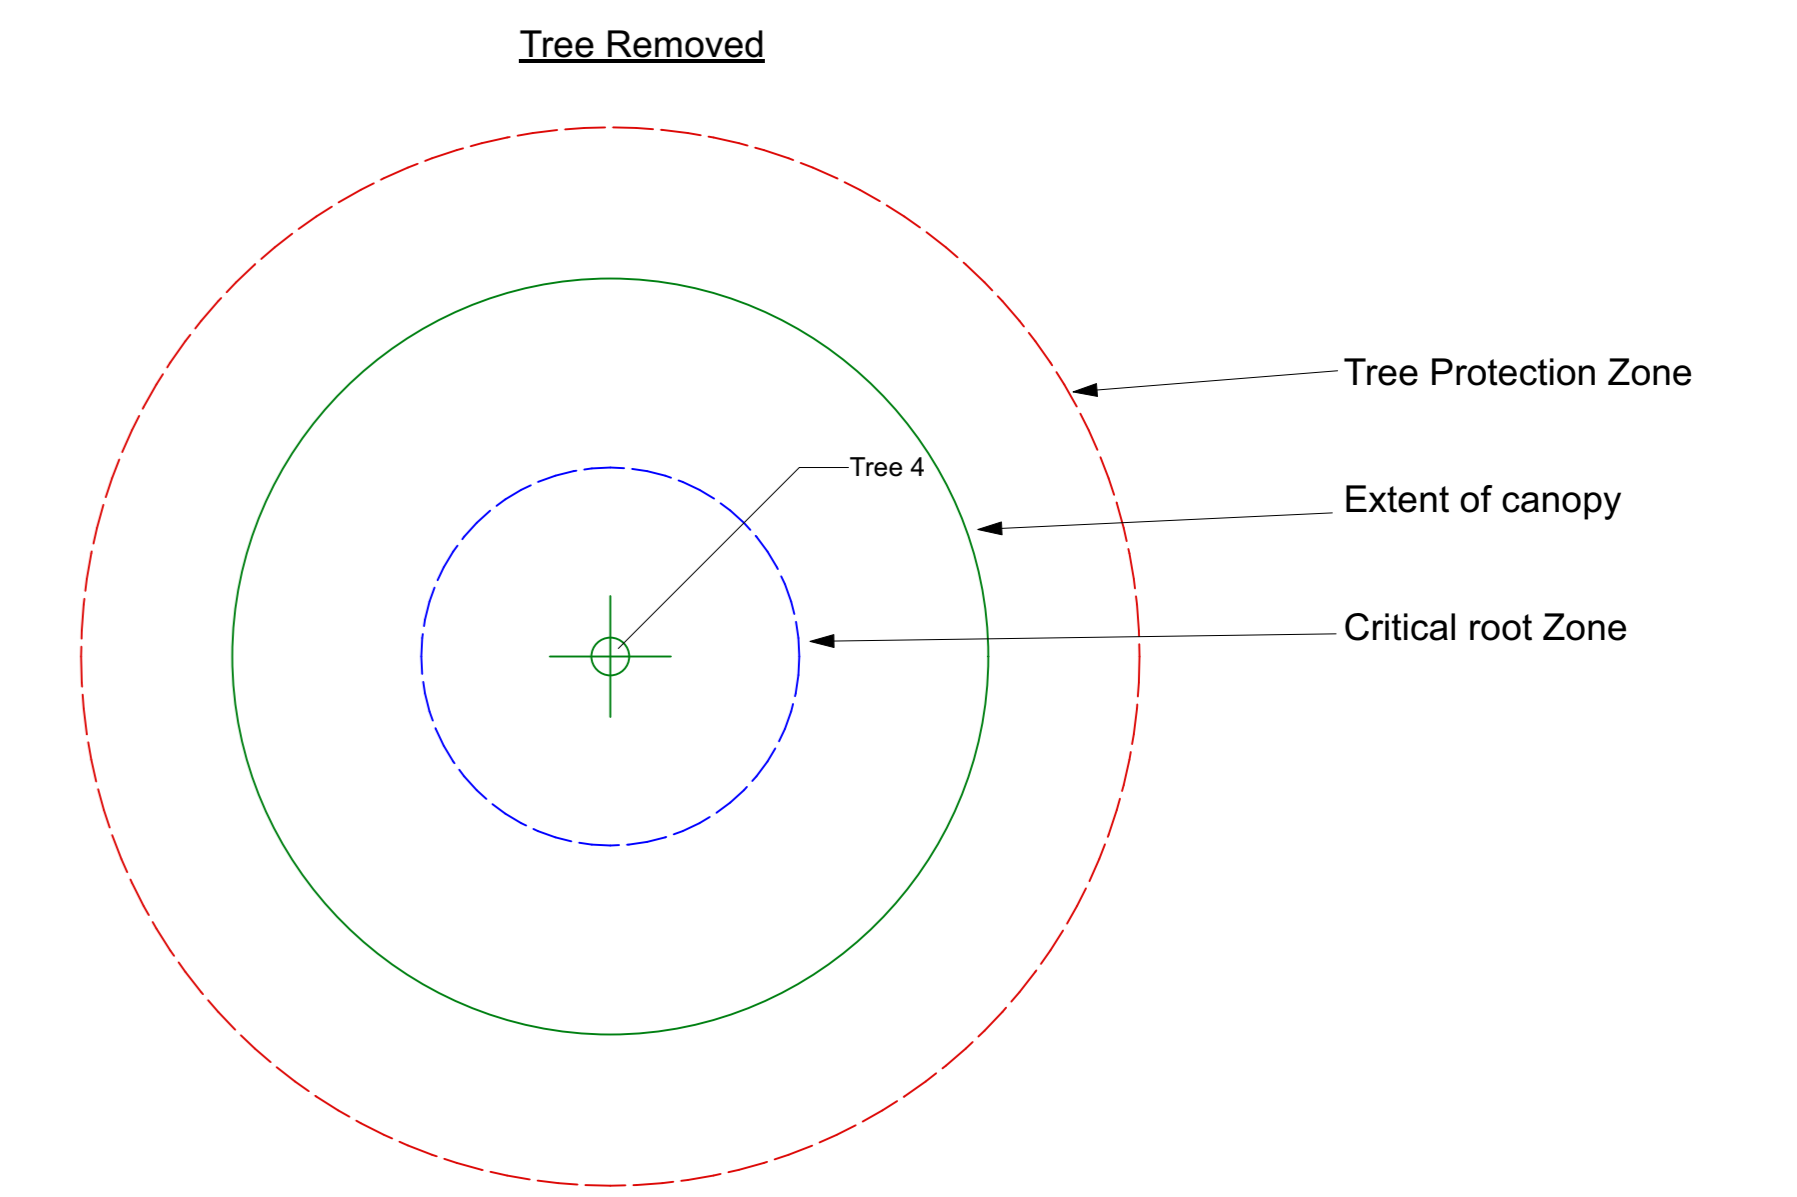 Tree Removed
Tree Protection Zone
Tree 4
Extent of canopy
Critical root Zone